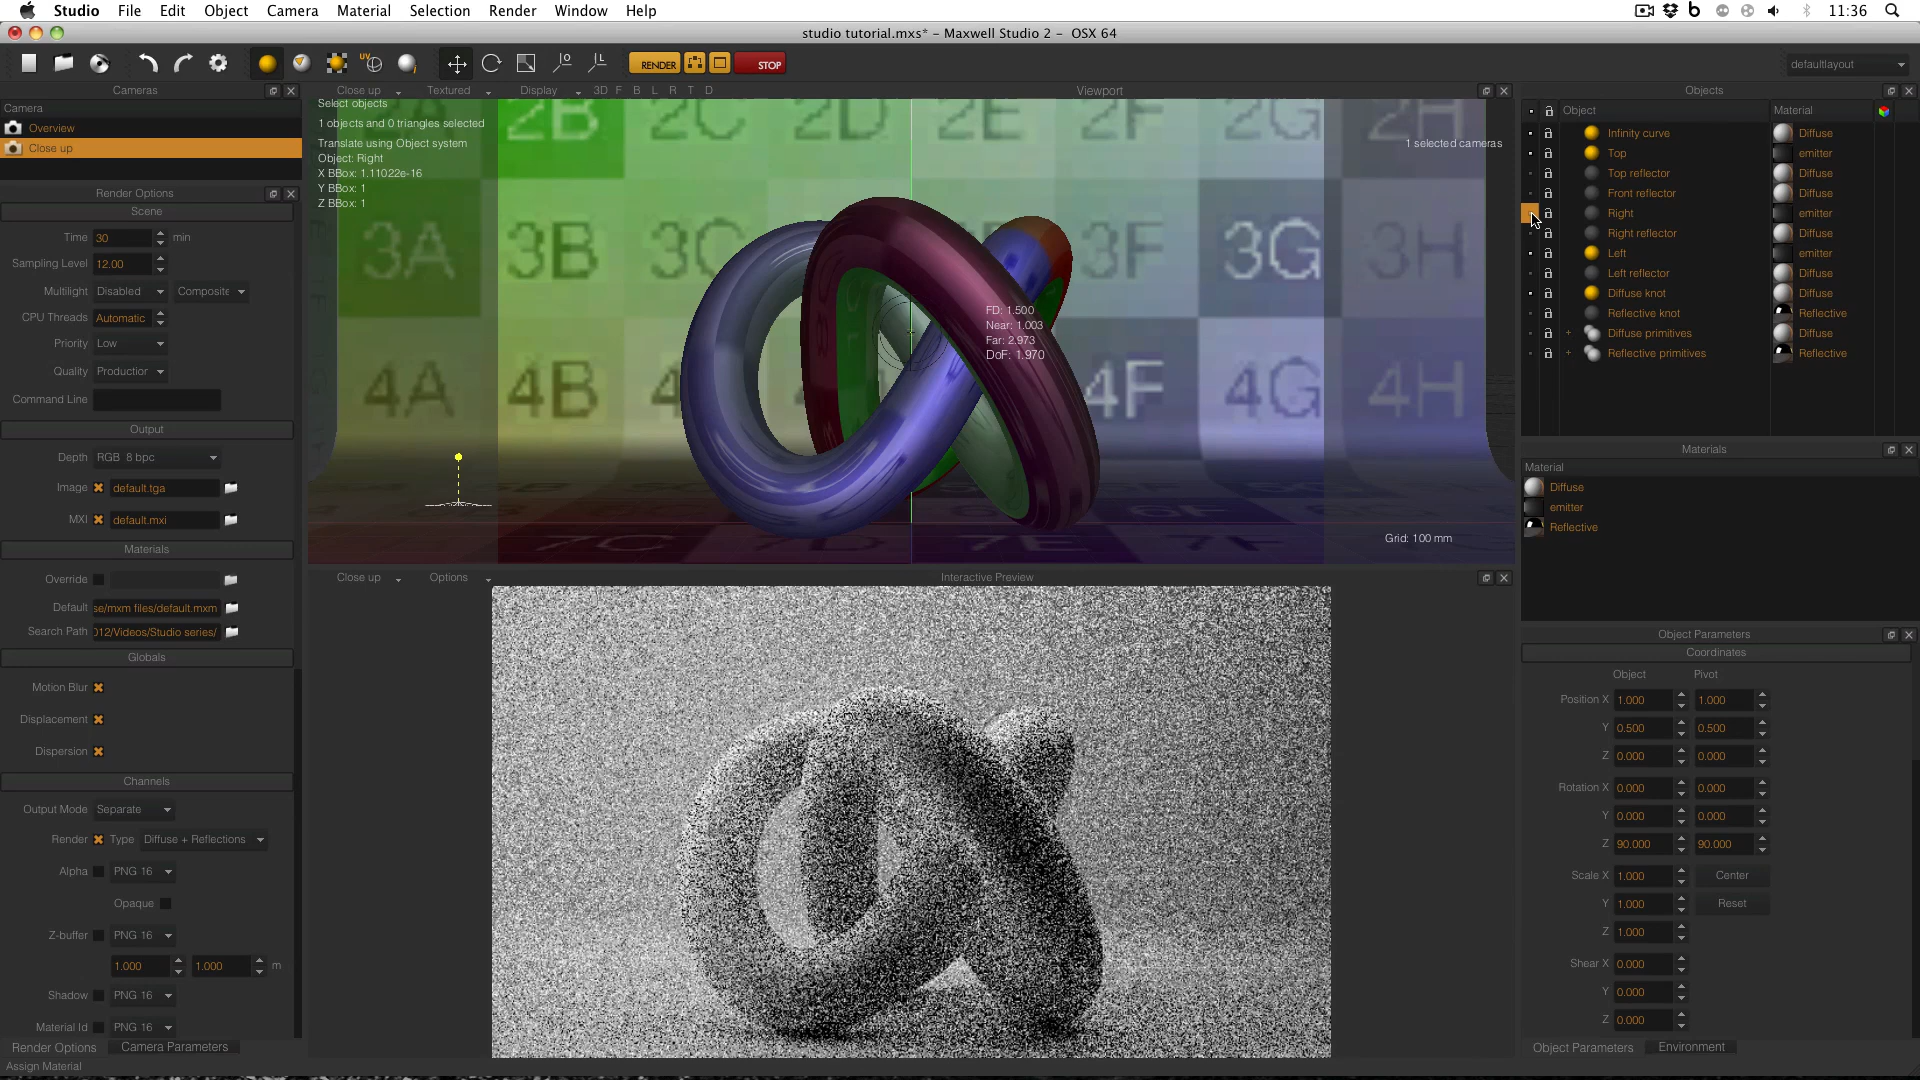 Studio File Edit Object Camera Material Selection Render Window Help 11:36
studio tutorial.mxs* - Maxwell Studio 2 - OSX 64
UV RENDER STOP defaultlayout
Cameras
Camera
Overview
Close up
Render Options
Scene
Time 30 min
Sampling Level 12.00
Multilight Disabled Composite
CPU Threads Automatic
Priority Low
Quality Production
Command Line
Output
Depth RGB 8 bpc
Image default.tga
MXI default.mxi
Materials
Override
Default se/mxm files/default.mxm
Search Path 012/Videos/Studio series/
Globals
Motion Blur
Displacement
Dispersion
Channels
Output Mode Separate
Render Type Diffuse + Reflections
Alpha PNG 16
Opaque
Z-buffer PNG 16
1.000 1.000 m
Shadow PNG 16
Material Id PNG 16
Render Options Camera Parameters
Assign Material
Close up Textured Display 3D F B L R T D Viewport
Select objects
1 objects and 0 triangles selected
Translate using Object system
Object: Right
X BBox: 1.11022e-16
Y BBox: 1
Z BBox: 1
1 selected cameras
2B 2C 2D 2E 2F 2G 2H
3A 3B 3C 3F 3G 3H
4A 4B 4F 4G 4H
7C 7E
FD: 1.500
Near: 1.003
Far: 2.973
DoF: 1.970
Grid: 100 mm
Close up Options Interactive Preview
Objects
Object Material
Infinity curve Diffuse
Top emitter
Top reflector Diffuse
Front reflector Diffuse
Right emitter
Right reflector Diffuse
Left emitter
Left reflector Diffuse
Diffuse knot Diffuse
Reflective knot Reflective
+ Diffuse primitives Diffuse
+ Reflective primitives Reflective
Materials
Material
Diffuse
emitter
Reflective
Object Parameters
Coordinates
Object Pivot
Position X 1.000 1.000
Y 0.500 0.500
Z 0.000 0.000
Rotation X 0.000 0.000
Y 0.000 0.000
Z 90.000 90.000
Scale X 1.000 Center
Y 1.000 Reset
Z 1.000
Shear X 0.000
Y 0.000
Z 0.000
Object Parameters Environment